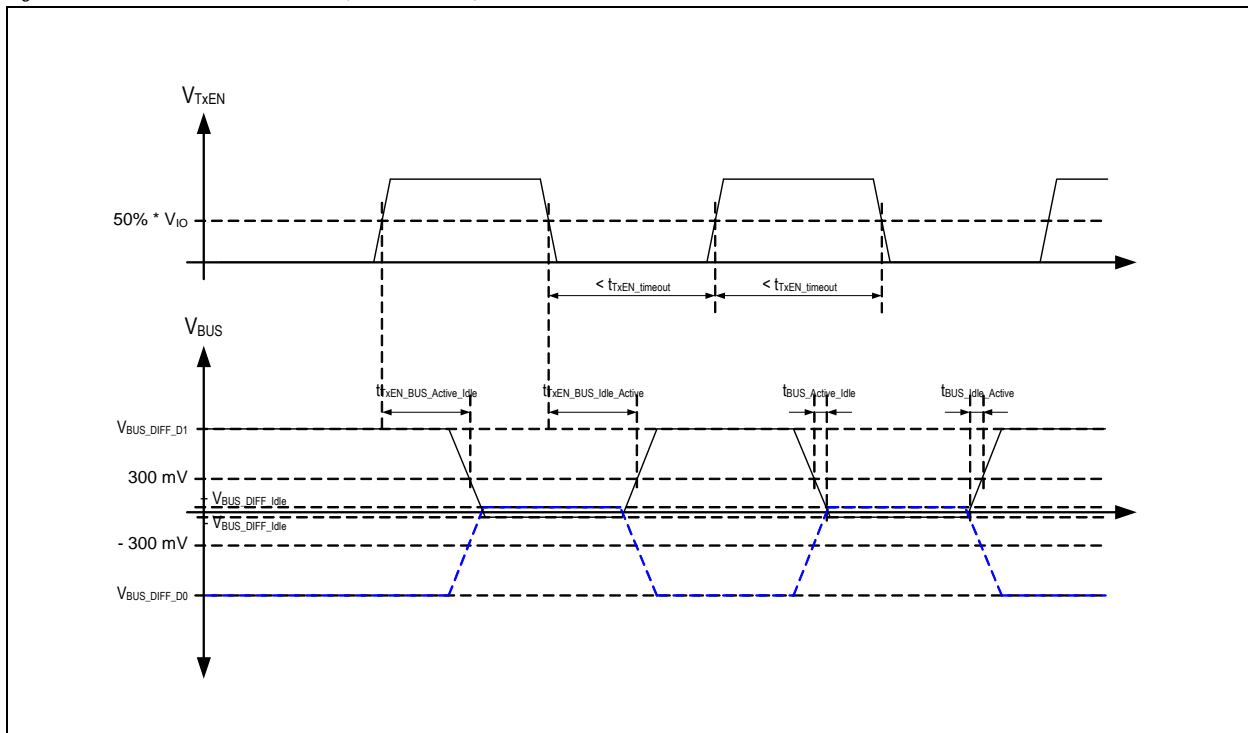 VTxEN
50% * VIO
< tTxEN_timeout
< tTxEN_timeout
VBUS
tTxEN_BUS_Active_Idle
tTxEN_BUS_Idle_Active
tBUS_Active_Idle
tBUS_Idle_Active
VBUS_DIFF_D1
300 mV
+ VBUS_DIFF_Idle
- VBUS_DIFF_Idle
- 300 mV
VBUS_DIFF_D0